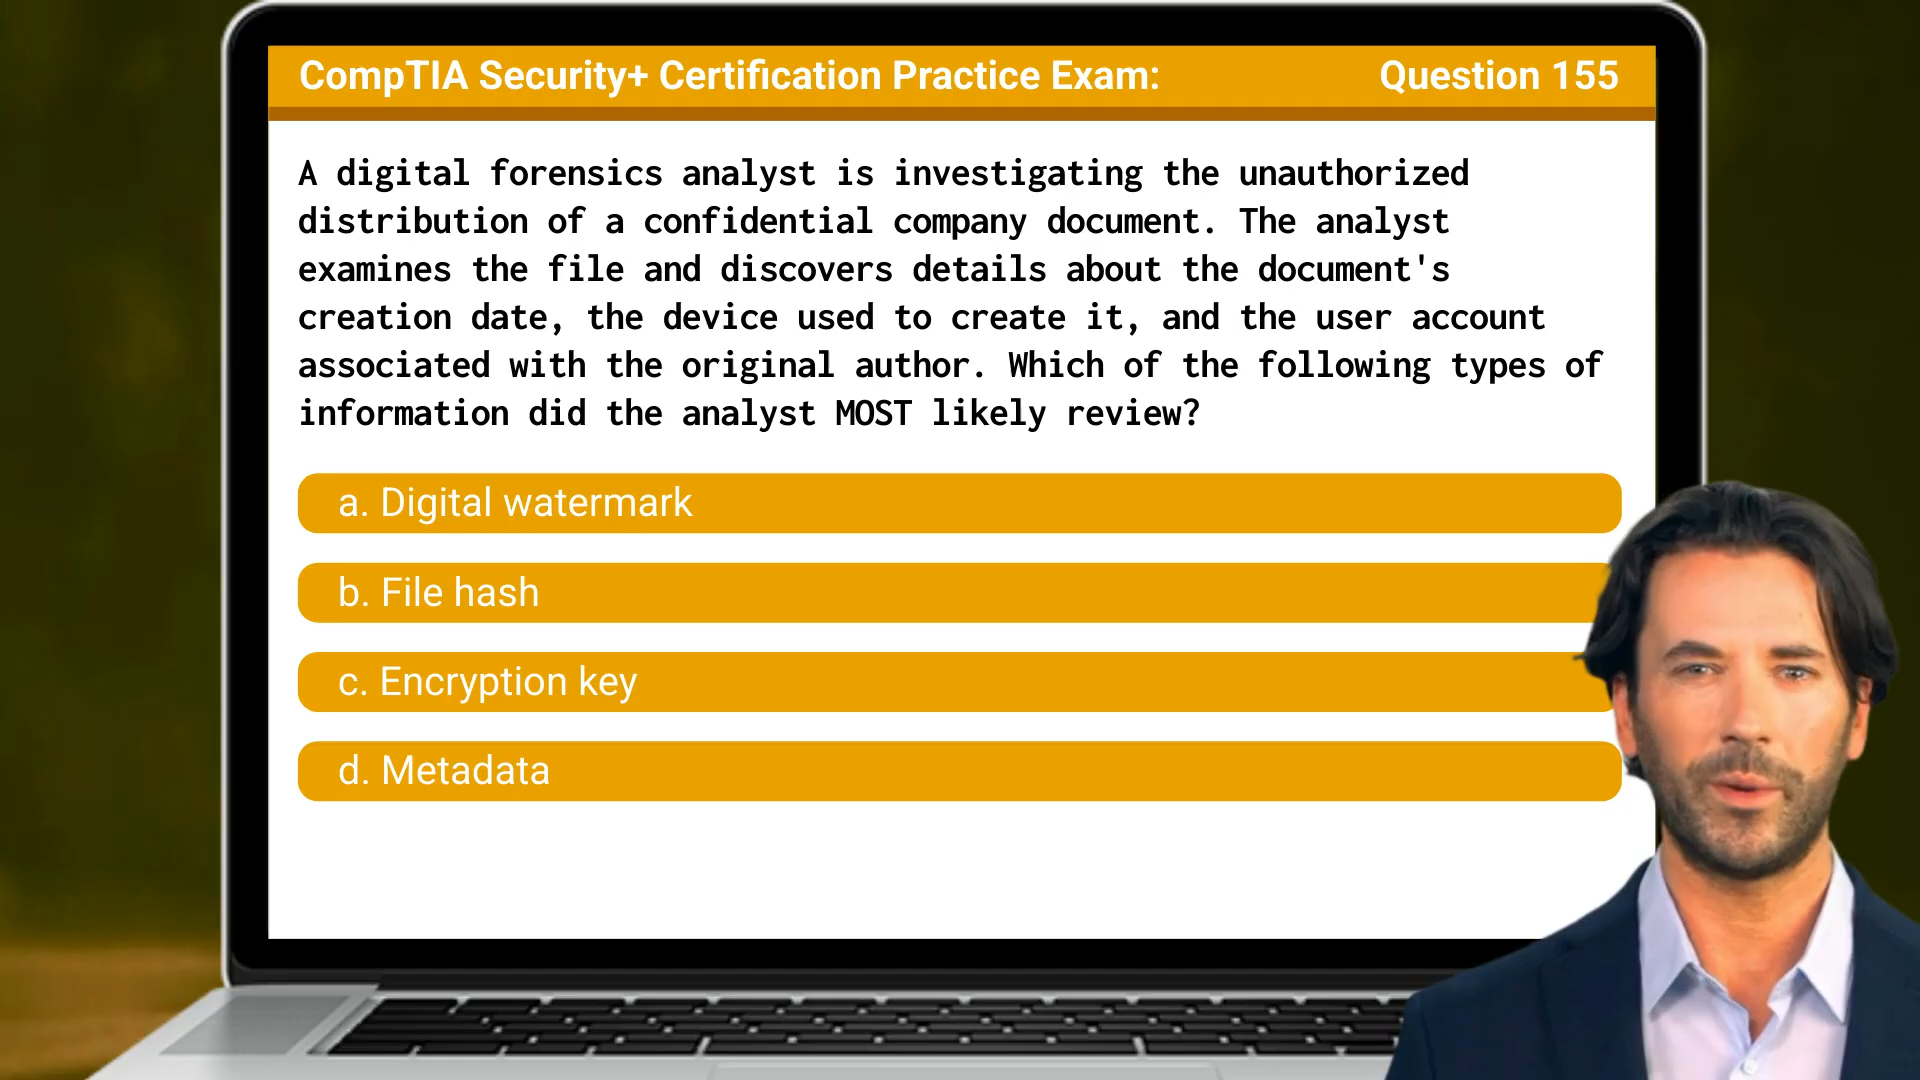 CompTIA Security+ Certification Practice Exam: Question 155
A digital forensics analyst is investigating the unauthorized
distribution of a confidential company document. The analyst
examines the file and discovers details about the document's
creation date, the device used to create it, and the user account
associated with the original author. Which of the following types of
information did the analyst MOST likely review?
a. Digital watermark
b. File hash
c. Encryption key
d. Metadata